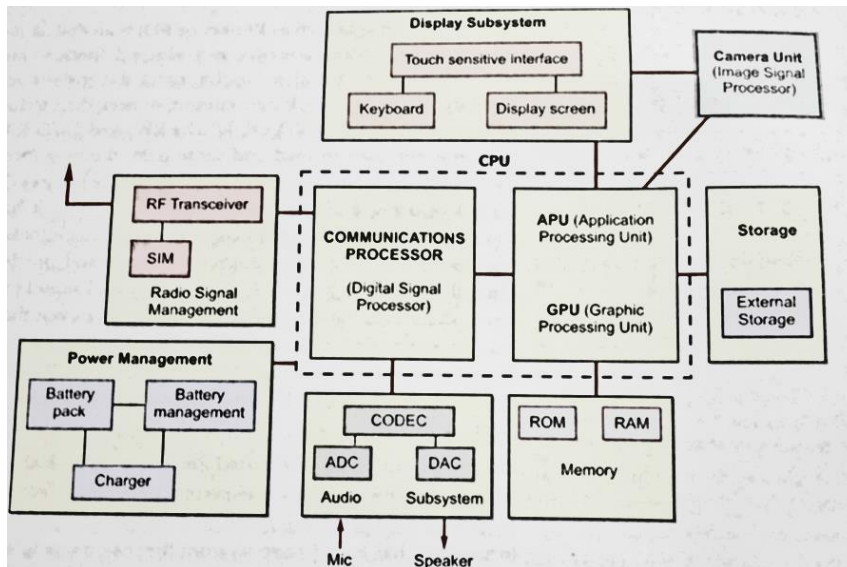 Display Subsystem
Touch sensitive interface
Keyboard
Display screen
Camera Unit
(Image Signal
Processor)
CPU
RF Transceiver
SIM
Radio Signal
Management
COMMUNICATIONS
PROCESSOR
(Digital Signal
Processor)
APU (Application
Processing Unit)
GPU (Graphic
Processing Unit)
Storage
External
Storage
Power Management
Battery
pack
Battery
management
Charger
CODEC
ADC
DAC
Audio
Subsystem
Mic
Speaker
ROM
RAM
Memory